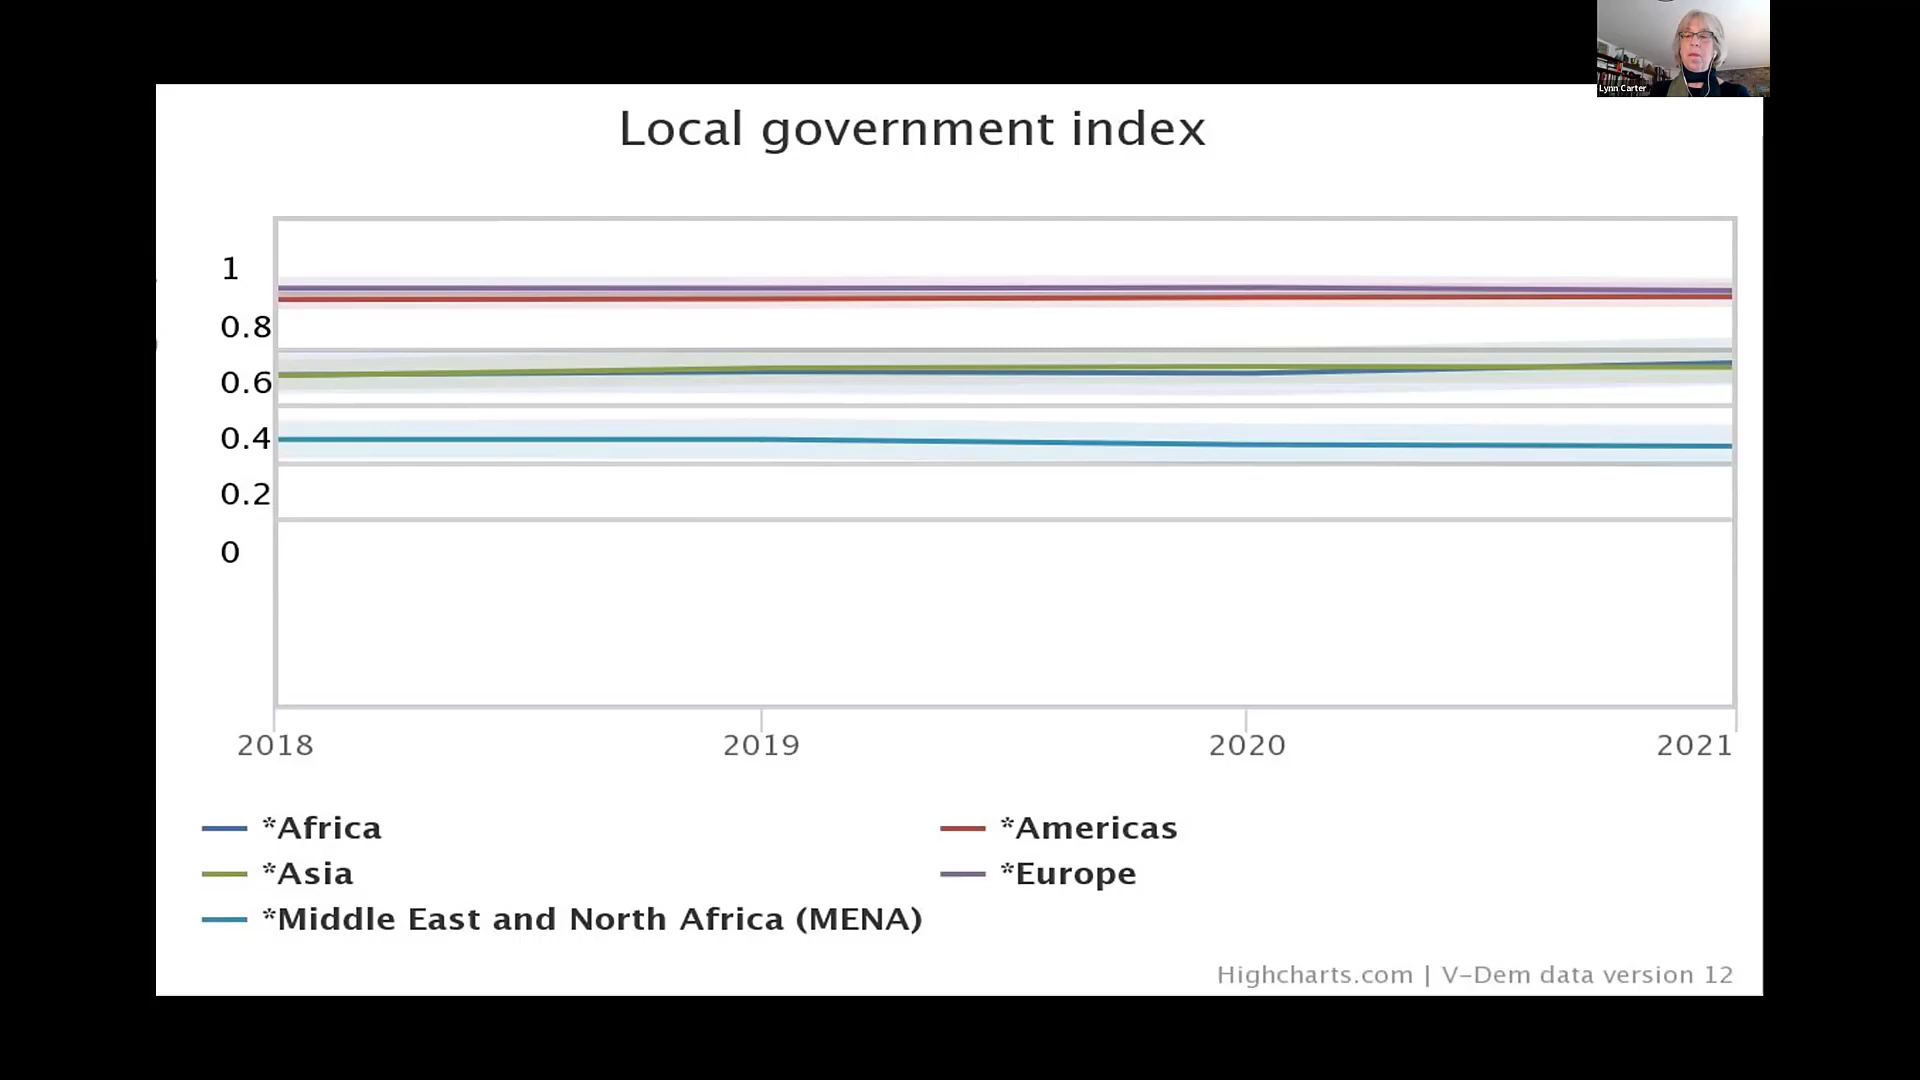 Lynn Carter
Local government index
1
0.8
0.6
0.4
0.2
0
2018 2019 2020 2021
*Africa *Americas
*Asia *Europe
*Middle East and North Africa (MENA)
Highcharts.com | V-Dem data version 12